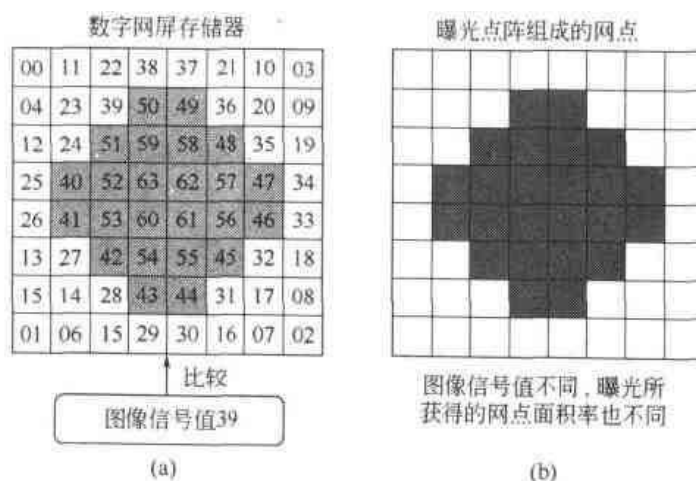 数字网屏存储器
00 11 22 38 37 21 10 03
04 23 39 50 49 36 20 09
12 24 51 59 58 48 35 19
25 40 52 63 62 57 47 34
26 41 53 60 61 56 46 33
13 27 42 54 55 45 32 18
15 14 28 43 44 31 17 08
01 06 15 29 30 16 07 02
比较
图像信号值39
(a)
曝光点阵组成的网点
图像信号值不同,曝光所
获得的网点面积率也不同
(b)